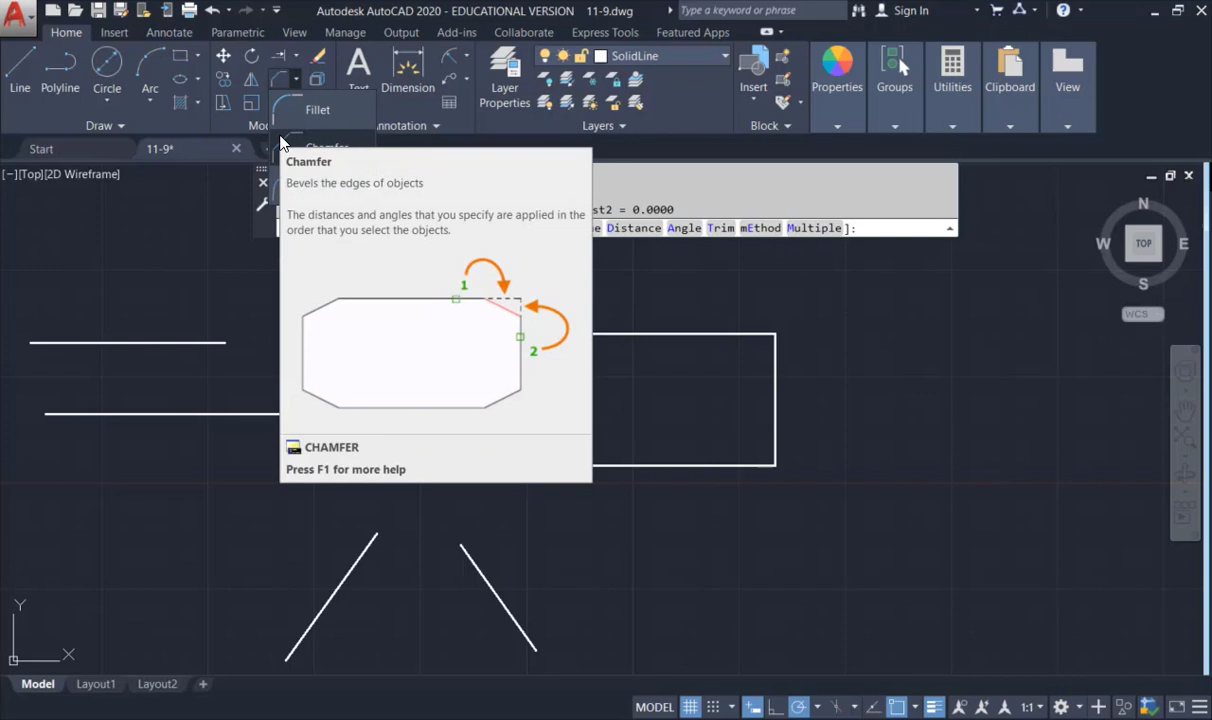 A Autodesk AutoCAD 2020 - EDUCATIONAL VERSION 11-9.dwg Type a keyword or phrase Sign In ?
Home Insert Annotate Parametric View Manage Output Add-ins Collaborate Express Tools Featured Apps
SolidLine
Line Polyline Circle Arc Text Dimension Layer Properties Insert Properties Groups Utilities Clipboard View
Fillet
Draw Mo nnotation Layers Block
Start 11-9* Chamfer
[−][Top][2D Wireframe]
Chamfer
Bevels the edges of objects
The distances and angles that you specify are applied in the
order that you select the objects.
1
2
CHAMFER
Press F1 for more help
st2 = 0.0000
e Distance Angle Trim mEthod Multiple]:
N
W TOP E
S
WCS
Y
X
Model Layout1 Layout2 +
MODEL 1:1